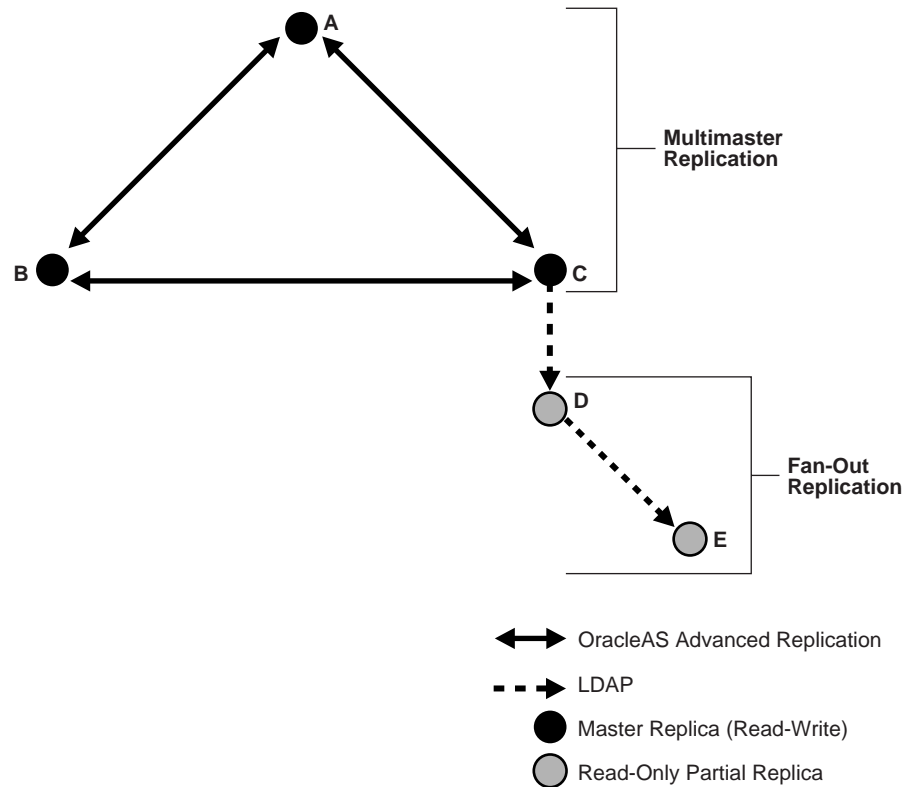 A
Multimaster
Replication
B
C
D
Fan-Out
Replication
E
OracleAS Advanced Replication
LDAP
Master Replica (Read-Write)
Read-Only Partial Replica